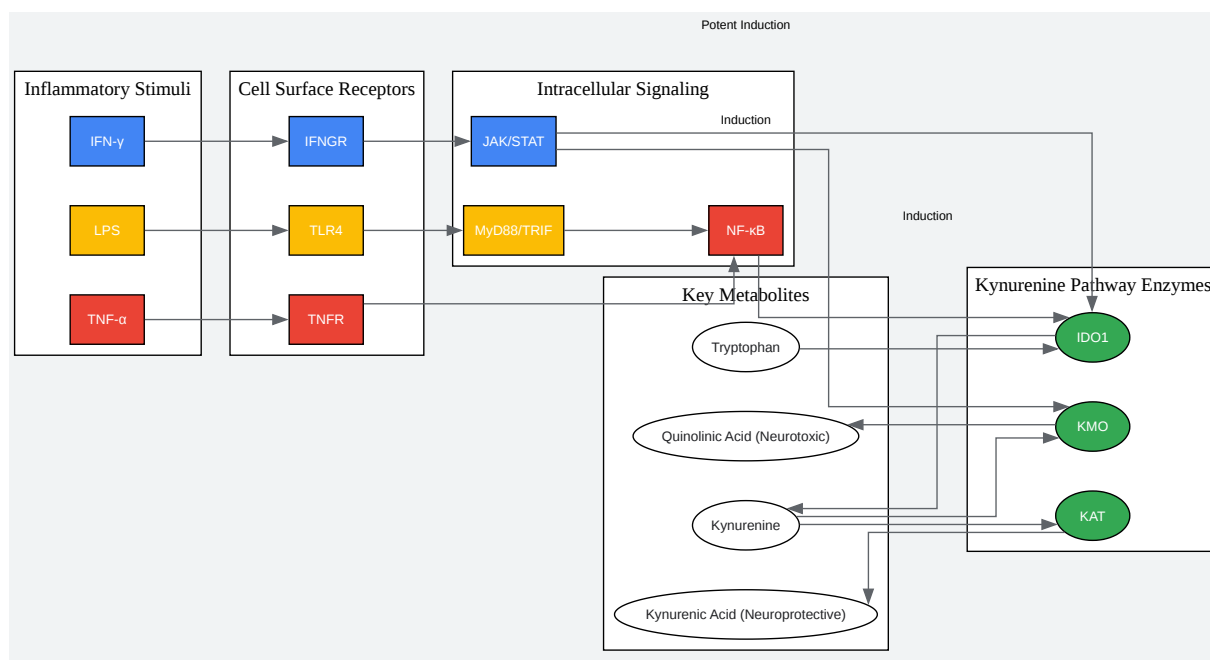 Potent Induction
Inflammatory Stimuli
Cell Surface Receptors
Intracellular Signaling
Induction
IFN-γ
IFNGR
JAK/STAT
LPS
TLR4
MyD88/TRIF
NF-κB
Induction
TNF-α
TNFR
Key Metabolites
Kynurenine Pathway Enzymes
Tryptophan
IDO1
Quinolinic Acid (Neurotoxic)
KMO
Kynurenine
KAT
Kynurenic Acid (Neuroprotective)